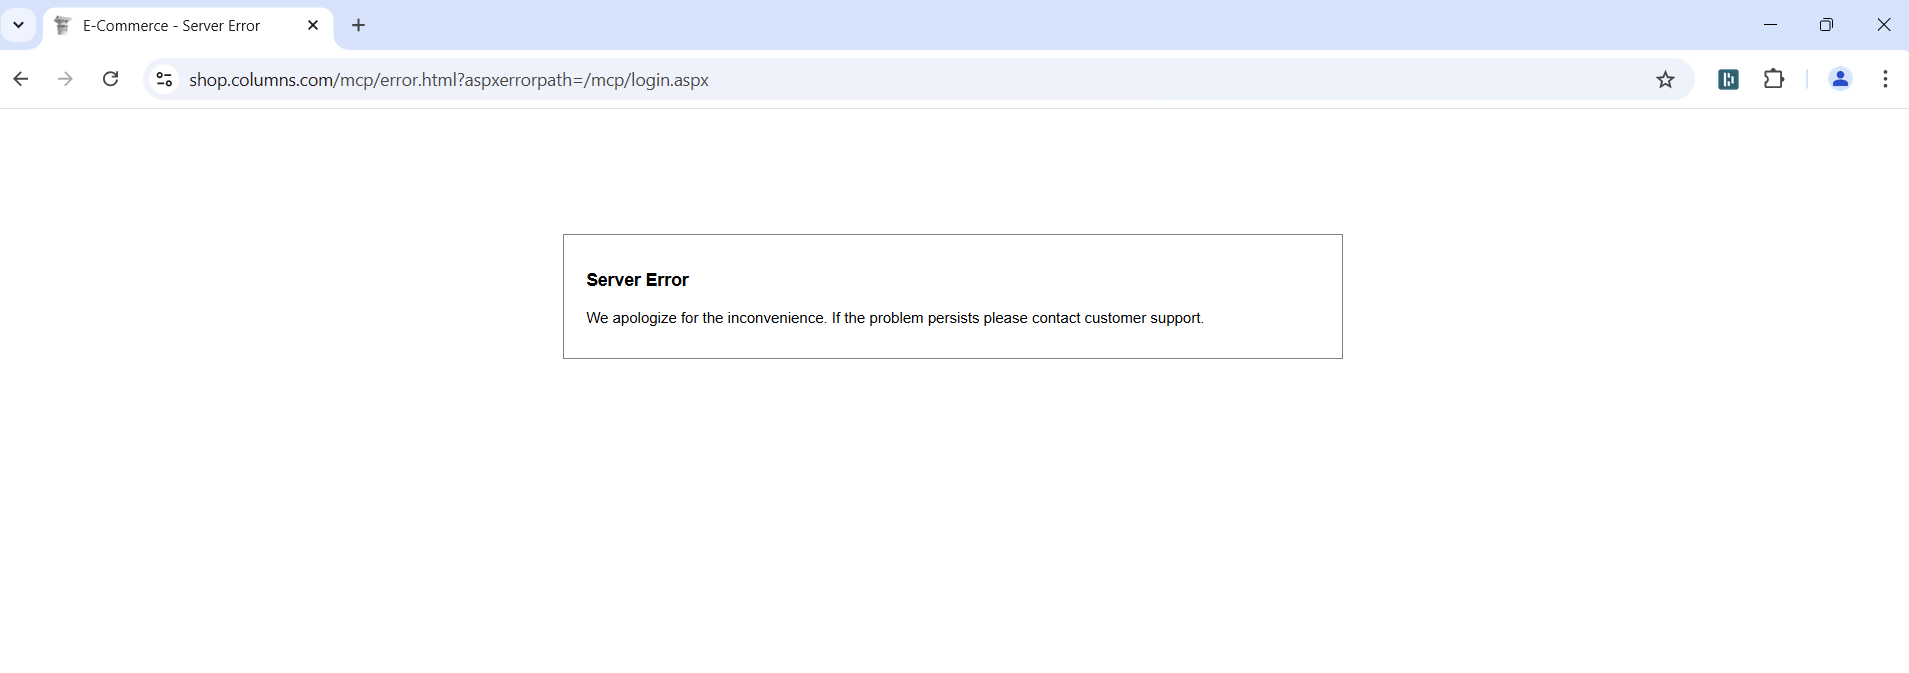 E-Commerce - Server Error
shop.columns.com/mcp/error.html?aspxerrorpath=/mcp/login.aspx
Server Error
We apologize for the inconvenience. If the problem persists please contact customer support.